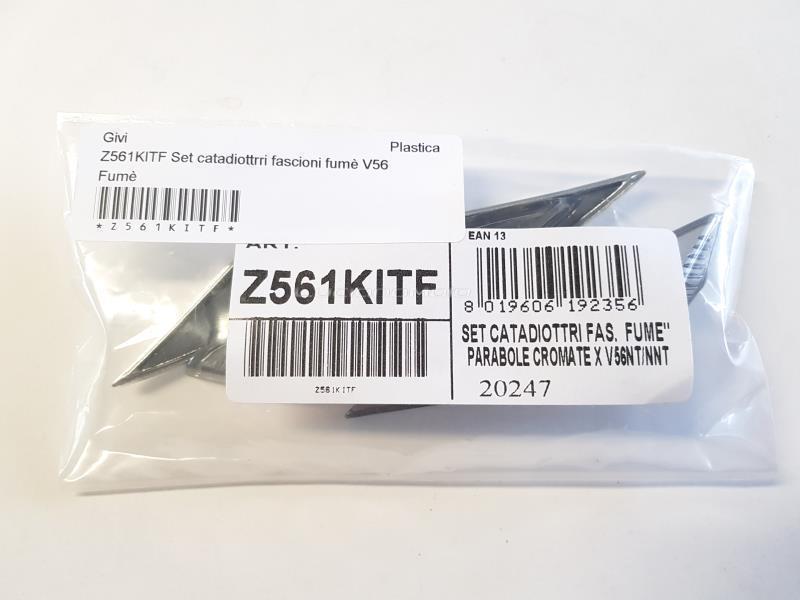 Givi
Plastica
Z561KITF Set catadiottrri fascioni fumè V56
Fumè
*Z561KITF*
ART.
Z561KITF
Z561KITF
EAN 13
8 019606 192356
SET CATADIOTTRI FAS. FUME"
PARABOLE CROMATE X V56NT/NNT
20247